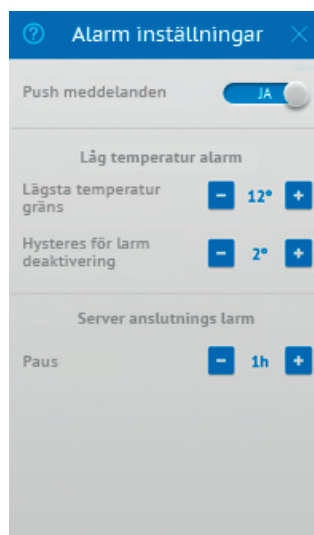 ? Alarm inställningar ×
Push meddelanden JA
Låg temperatur alarm
Lägsta temperatur
gräns − 12° +
Hysteres för larm
deaktivering − 2° +
Server anslutnings larm
Paus − 1h +